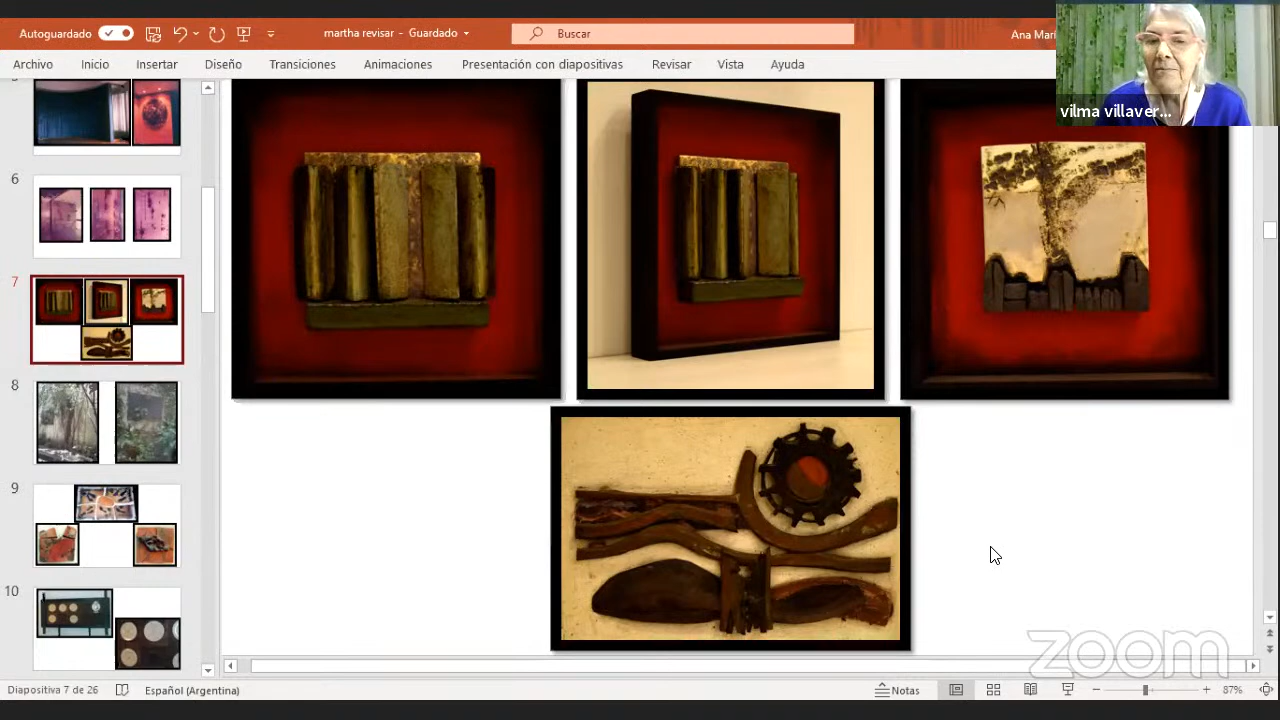 Autoguardado martha revisar - Guardado Buscar Ana Marí
Archivo Inicio Insertar Diseño Transiciones Animaciones Presentación con diapositivas Revisar Vista Ayuda
vilma villaver...
6
7
8
9
10
zoom
Diapositiva 7 de 26 Español (Argentina) Notas 87%